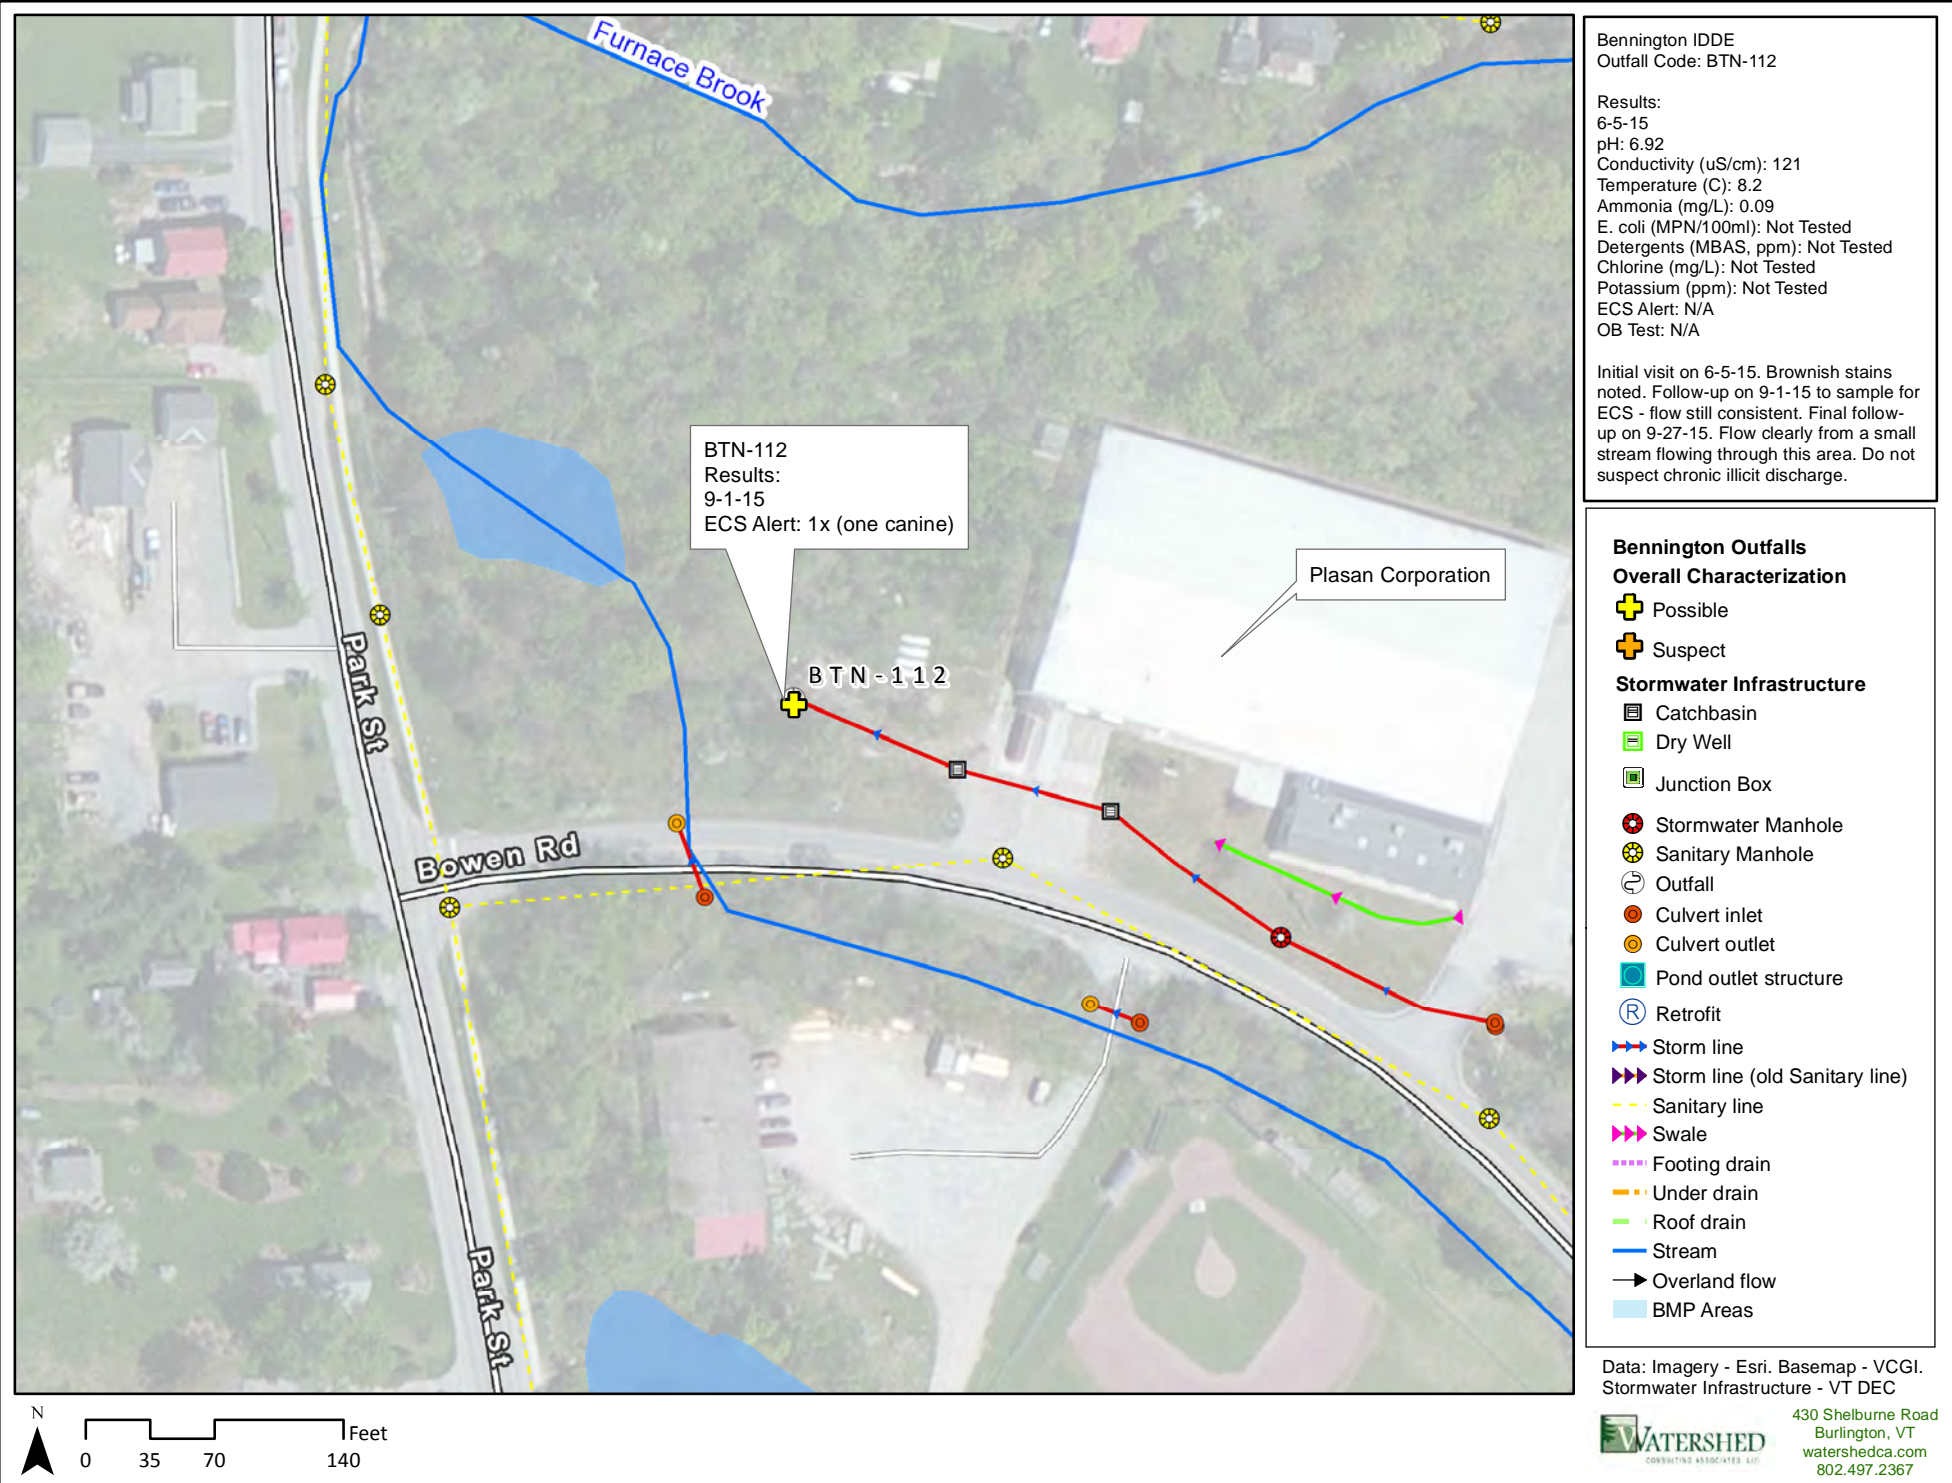 Furnace Brook
BTN-112
Results:
9-1-15
ECS Alert: 1x (one canine)
Plasan Corporation
BTN-112
Park St
Bowen Rd
Park St
Bennington IDDE
Outfall Code: BTN-112
Results:
6-5-15
pH: 6.92
Conductivity (uS/cm): 121
Temperature (C): 8.2
Ammonia (mg/L): 0.09
E. coli (MPN/100ml): Not Tested
Detergents (MBAS, ppm): Not Tested
Chlorine (mg/L): Not Tested
Potassium (ppm): Not Tested
ECS Alert: N/A
OB Test: N/A
Initial visit on 6-5-15. Brownish stains
noted. Follow-up on 9-1-15 to sample for
ECS - flow still consistent. Final follow-
up on 9-27-15. Flow clearly from a small
stream flowing through this area. Do not
suspect chronic illicit discharge.
Bennington Outfalls
Overall Characterization
Possible
Suspect
Stormwater Infrastructure
Catchbasin
Dry Well
Junction Box
Stormwater Manhole
Sanitary Manhole
Outfall
Culvert inlet
Culvert outlet
Pond outlet structure
R Retrofit
Storm line
Storm line (old Sanitary line)
Sanitary line
Swale
Footing drain
Under drain
Roof drain
Stream
Overland flow
BMP Areas
Data: Imagery - Esri. Basemap - VCGI.
Stormwater Infrastructure - VT DEC
N
Feet
0 35 70 140
WATERSHED
CONSULTING ASSOCIATES, LLC
430 Shelburne Road
Burlington, VT
watershedca.com
802.497.2367